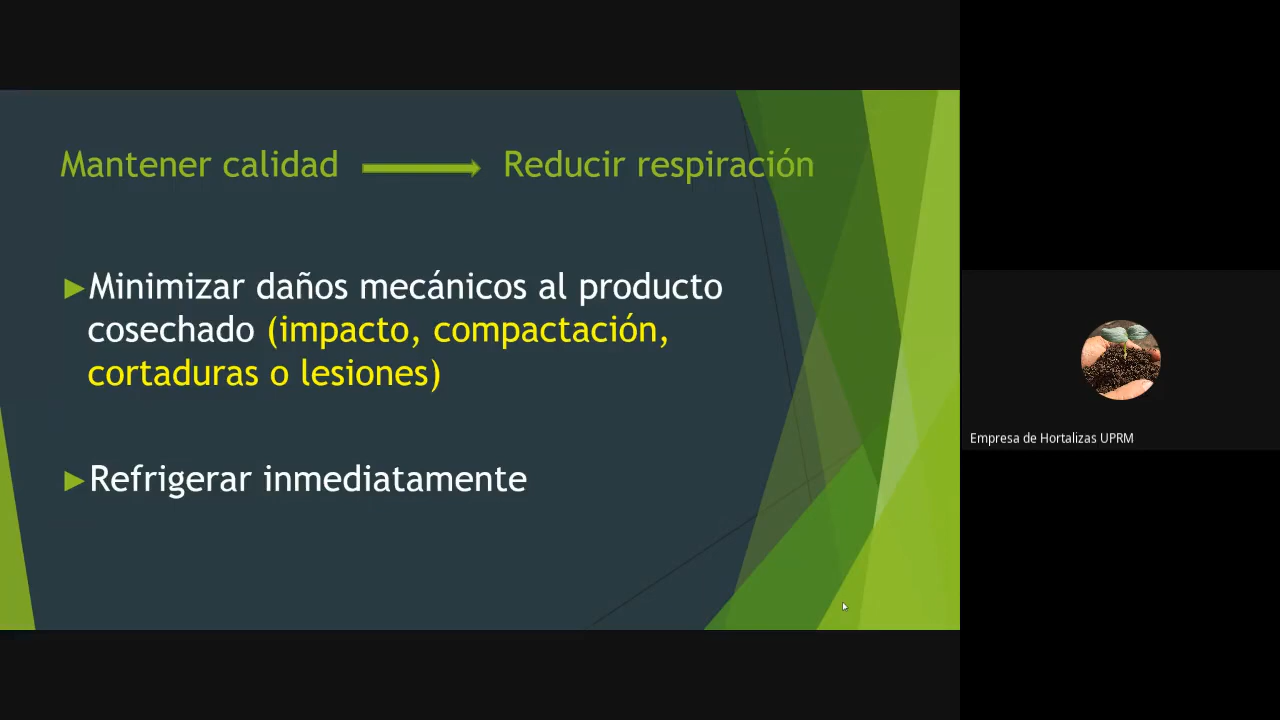 Mantener calidad Reducir respiración
Minimizar daños mecánicos al producto
cosechado (impacto, compactación,
cortaduras o lesiones)
Refrigerar inmediatamente
Empresa de Hortalizas UPRM